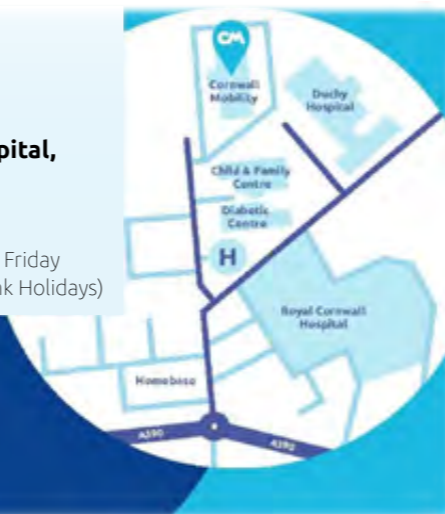 pital,
Friday
nk Holidays)
CM
Cornwall
Mobility
Duchy
Hospital
Child & Family
Centre
Diabetic
Centre
H
Royal Cornwall
Hospital
Homebase
A390
A390